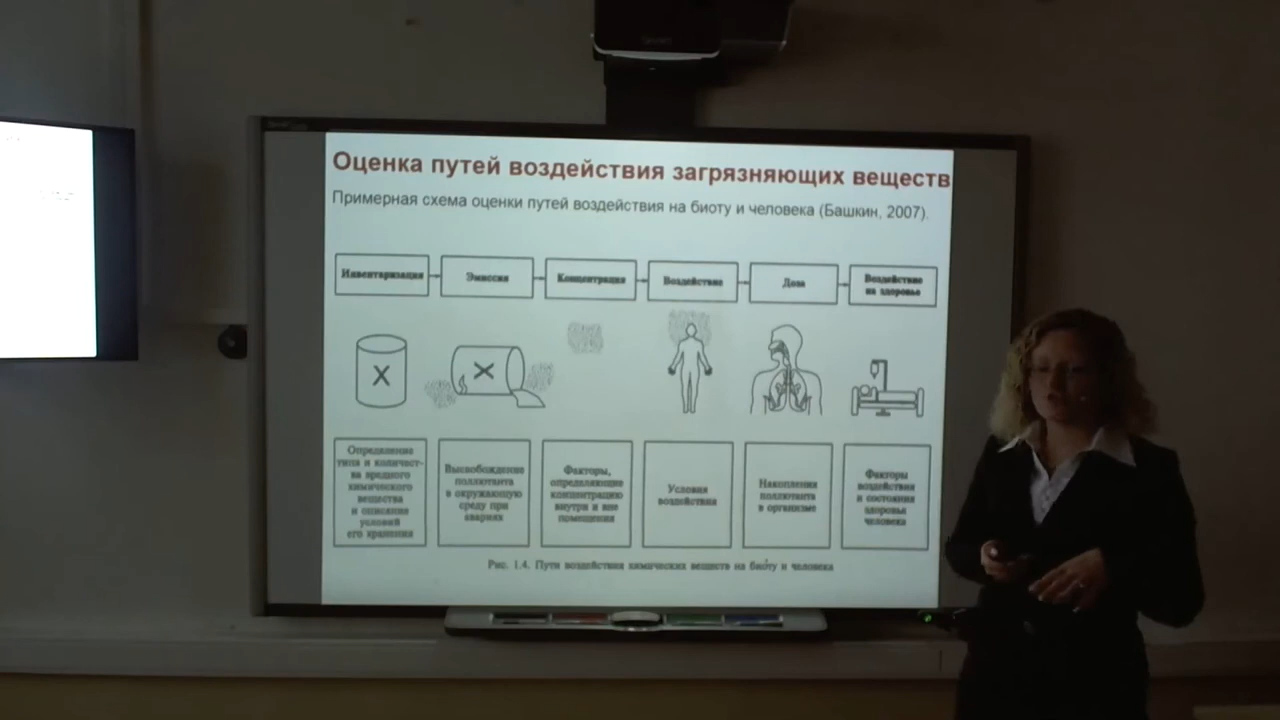 Оценка путей воздействия загрязняющих веществ
Примерная схема оценки путей воздействия на биоту и человека (Башкин, 2007).
Инвентаризация
Эмиссия
Концентрация
Воздействие
Доза
Воздействие
на здоровье
X
X
Определение
типа и количест-
ва вредного
химического
вещества
и описание
условий
его хранения
Высвобождение
поллютанта
в окружающую
среду при
авариях
Факторы,
определяющие
концентрацию
внутри и вне
помещения
Условия
воздействия
Накопления
поллютанта
в организме
Факторы
воздействия
и состояния
здоровья
человека
Рис. 1.4. Пути воздействия химических веществ на биоту и человека